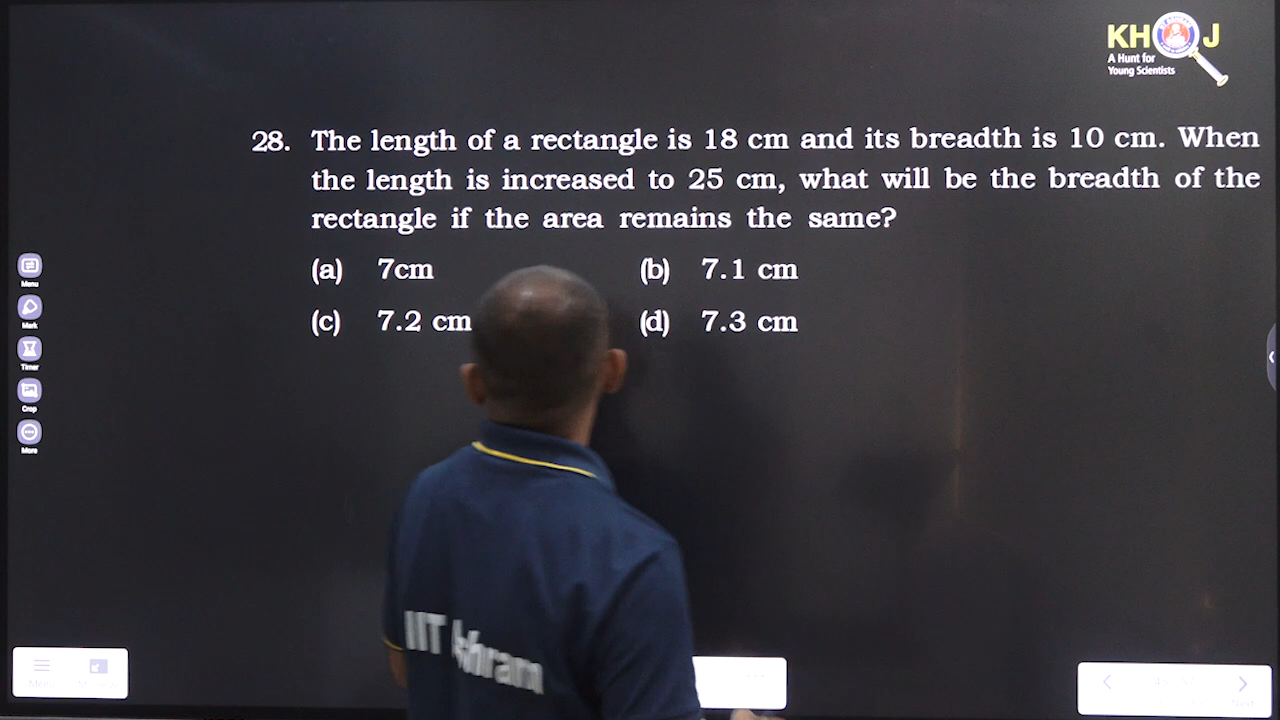 KH J
A Hunt for
Young Scientists
28. The length of a rectangle is 18 cm and its breadth is 10 cm. When
the length is increased to 25 cm, what will be the breadth of the
rectangle if the area remains the same?
(a) 7cm (b) 7.1 cm
(c) 7.2 cm (d) 7.3 cm
Menu
Mark
Timer
Crop
More
IIT Ashram
Menu
Next